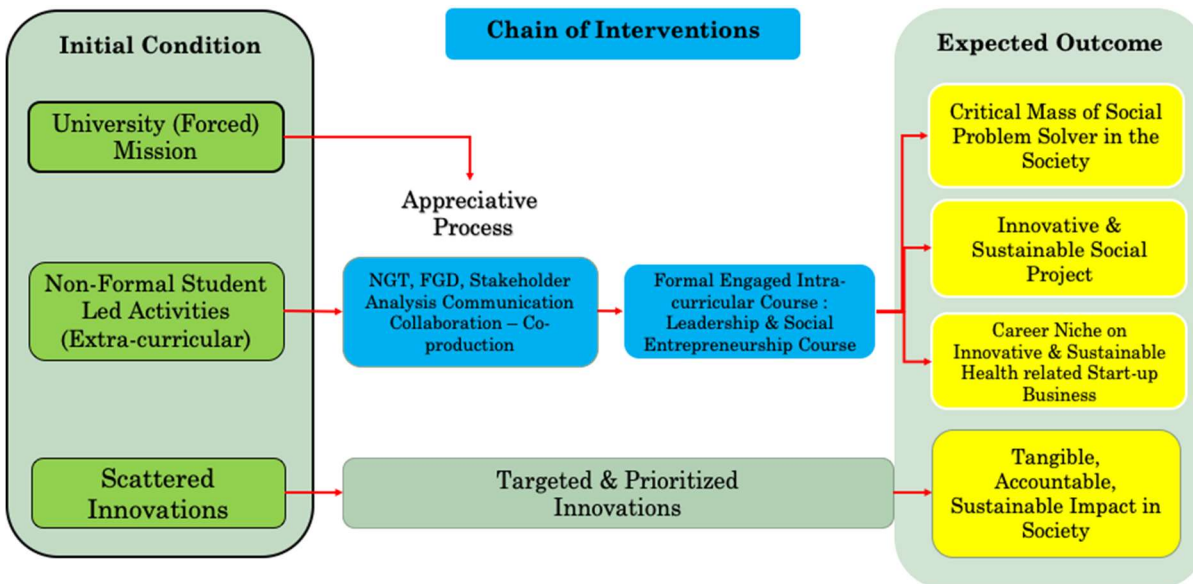 Initial Condition
University (Forced)
Mission
Non-Formal Student
Led Activities
(Extra-curricular)
Scattered
Innovations
Chain of Interventions
Appreciative
Process
NGT, FGD, Stakeholder
Analysis Communication
Collaboration – Co-
production
Formal Engaged Intra-
curricular Course :
Leadership & Social
Entrepreneurship Course
Targeted & Prioritized
Innovations
Expected Outcome
Critical Mass of Social
Problem Solver in the
Society
Innovative &
Sustainable Social
Project
Career Niche on
Innovative & Sustainable
Health related Start-up
Business
Tangible,
Accountable,
Sustainable Impact in
Society